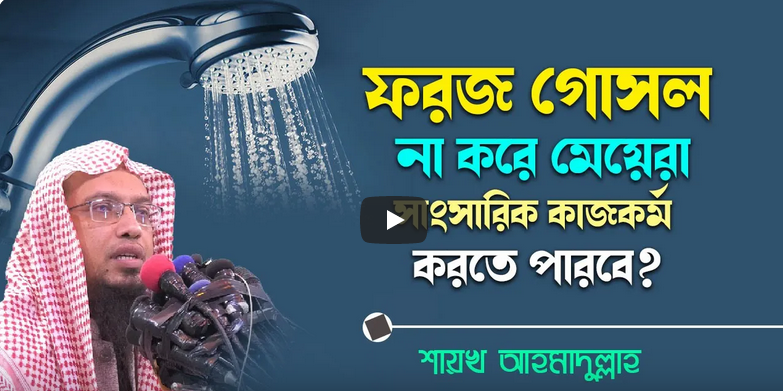 ফরজ গোসল
না করে মেয়েরা
সাংসারিক কাজকর্ম
করতে পারবে?
শায়খ আহমাদুল্লাহ